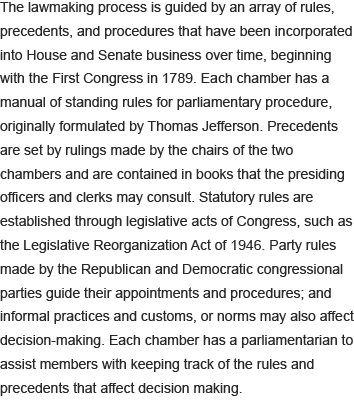 The lawmaking process is guided by an array of rules,
precedents, and procedures that have been incorporated
into House and Senate business over time, beginning
with the First Congress in 1789. Each chamber has a
manual of standing rules for parliamentary procedure,
originally formulated by Thomas Jefferson. Precedents
are set by rulings made by the chairs of the two
chambers and are contained in books that the presiding
officers and clerks may consult. Statutory rules are
established through legislative acts of Congress, such as
the Legislative Reorganization Act of 1946. Party rules
made by the Republican and Democratic congressional
parties guide their appointments and procedures; and
informal practices and customs, or norms may also affect
decision-making. Each chamber has a parliamentarian to
assist members with keeping track of the rules and
precedents that affect decision making.